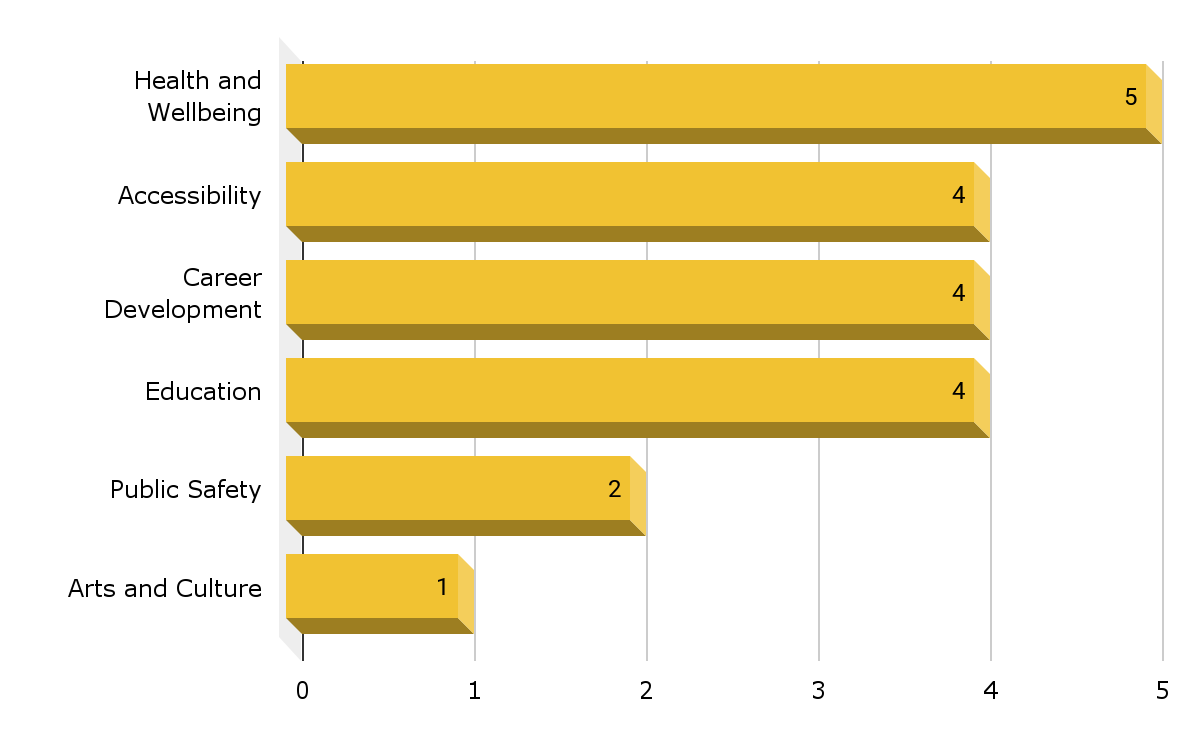 Health and
Wellbeing
5
Accessibility
4
Career
Development
4
Education
4
Public Safety
2
Arts and Culture
1
0 1 2 3 4 5